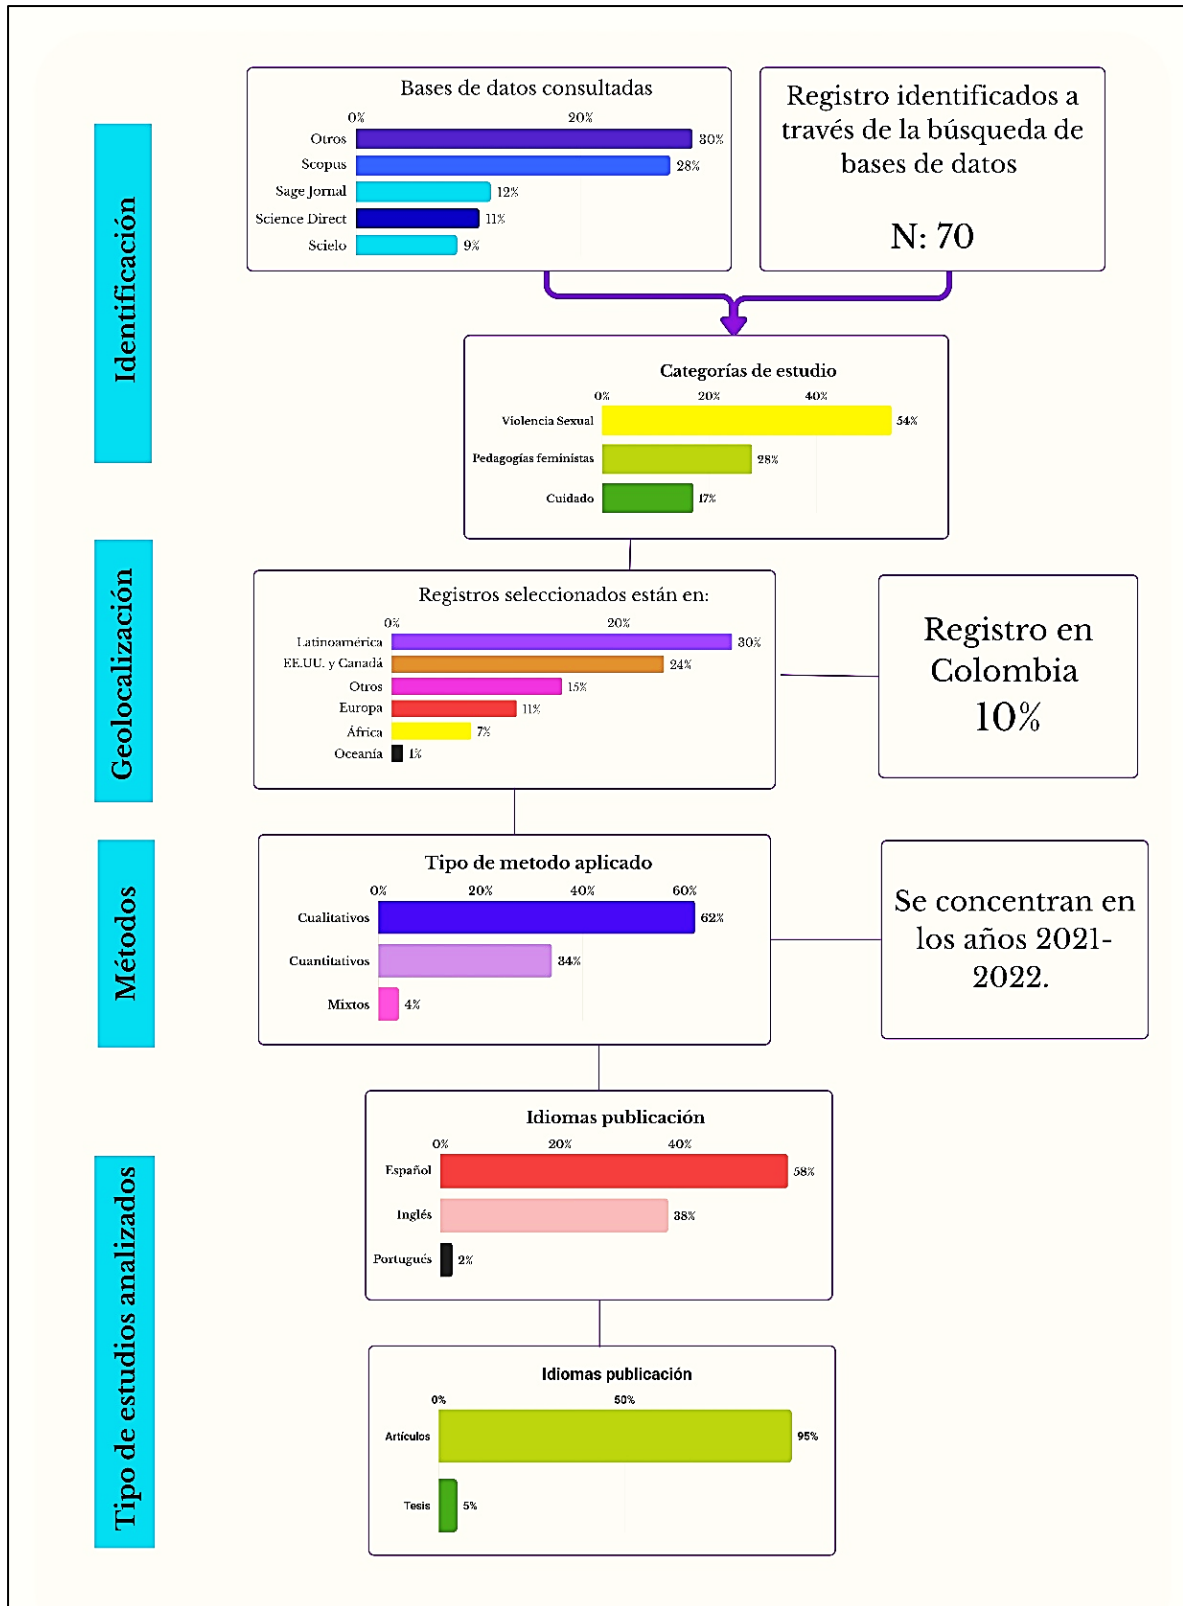 Identificación
Bases de datos consultadas
0% 20%
Otros 30%
Scopus 28%
Sage Jornal 12%
Science Direct 11%
Scielo 9%
Registro identificados a
través de la búsqueda de
bases de datos
N: 70
Categorías de estudio
0% 20% 40%
Violencia Sexual 54%
Pedagogías feministas 28%
Cuidado 17%
Geolocalización
Registros seleccionados están en:
0% 20%
Latinoamérica 30%
EE.UU. y Canadá 24%
Otros 15%
Europa 11%
África 7%
Oceanía 1%
Registro en
Colombia
10%
Métodos
Tipo de metodo aplicado
0% 20% 40% 60%
Cualitativos 62%
Cuantitativos 34%
Mixtos 4%
Se concentran en
los años 2021-
2022.
Tipo de estudios analizados
Idiomas publicación
0% 20% 40%
Español 58%
Inglés 38%
Portugués 2%
Idiomas publicación
0% 50%
Artículos 95%
Tesis 5%